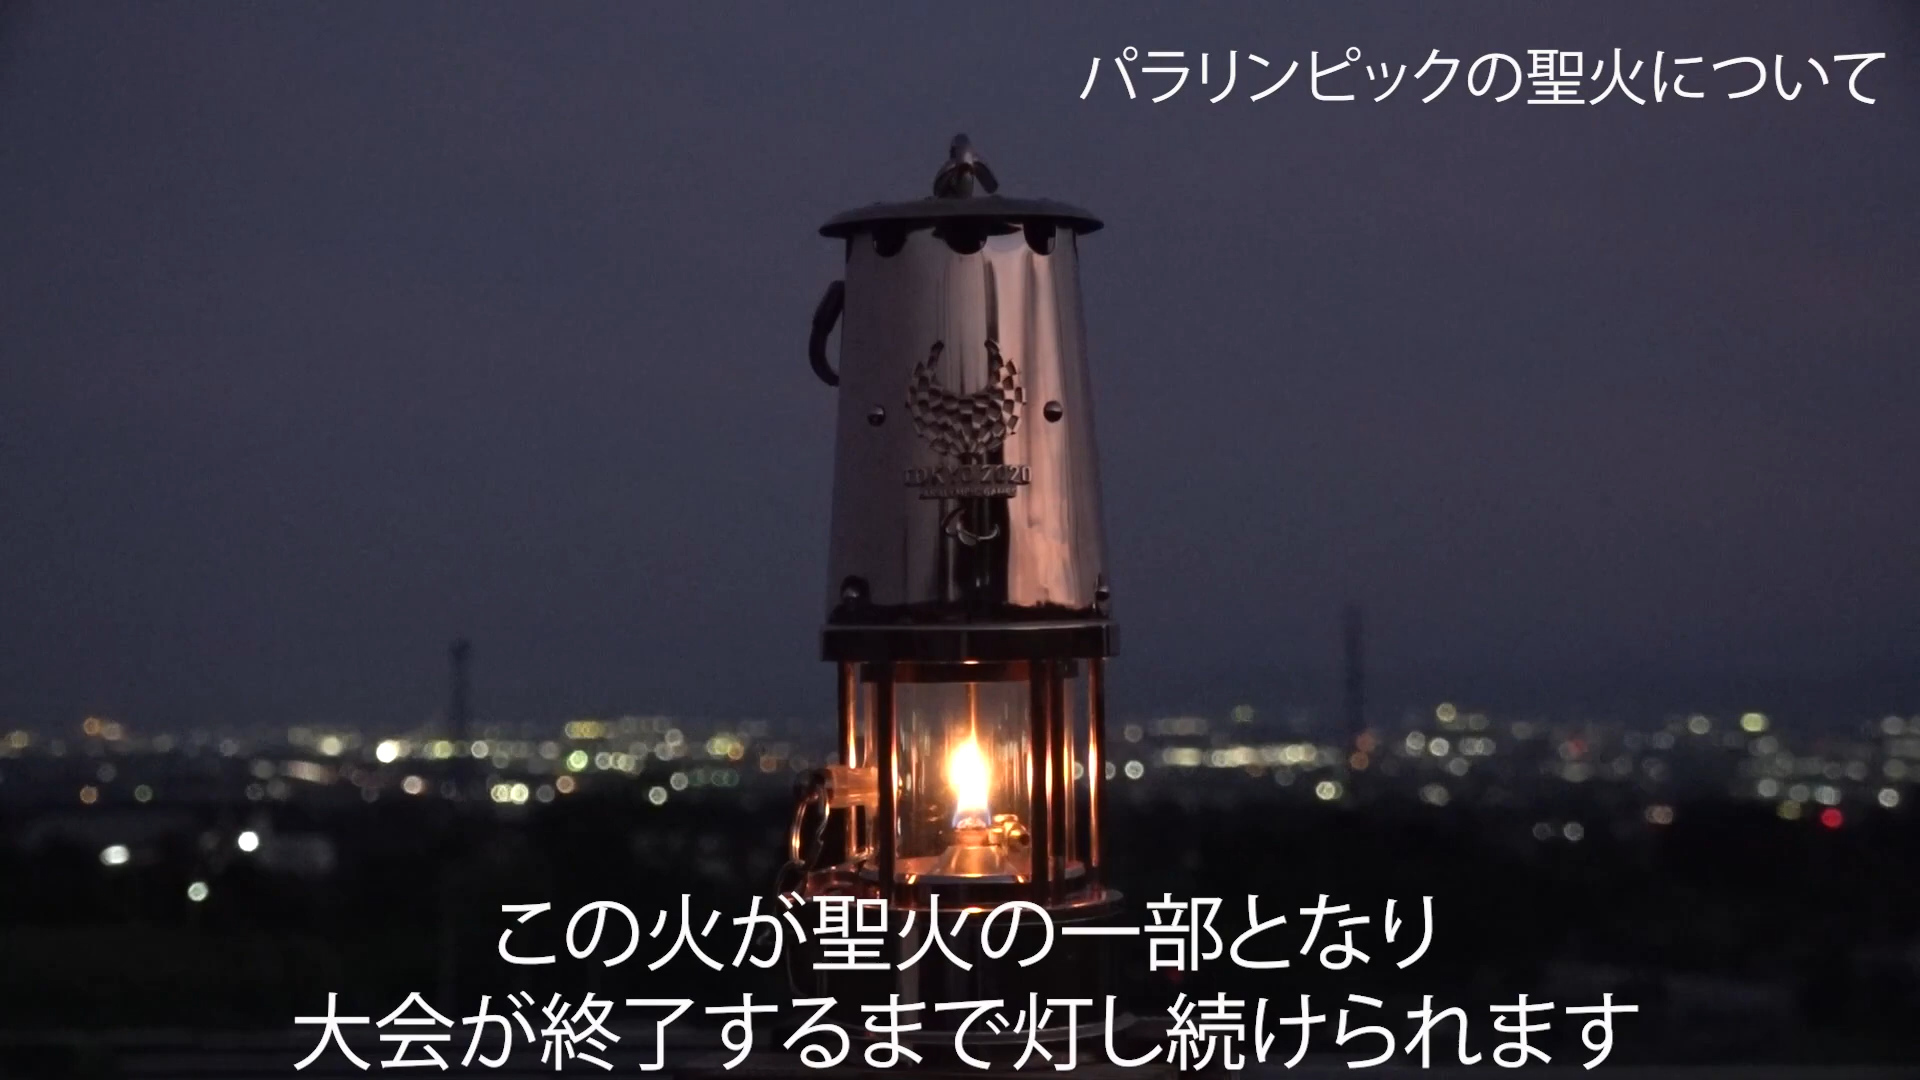 パラリンピックの聖火について
TOKYO 2020
PARALYMPIC GAMES
この火が聖火の一部となり
大会が終了するまで灯し続けられます